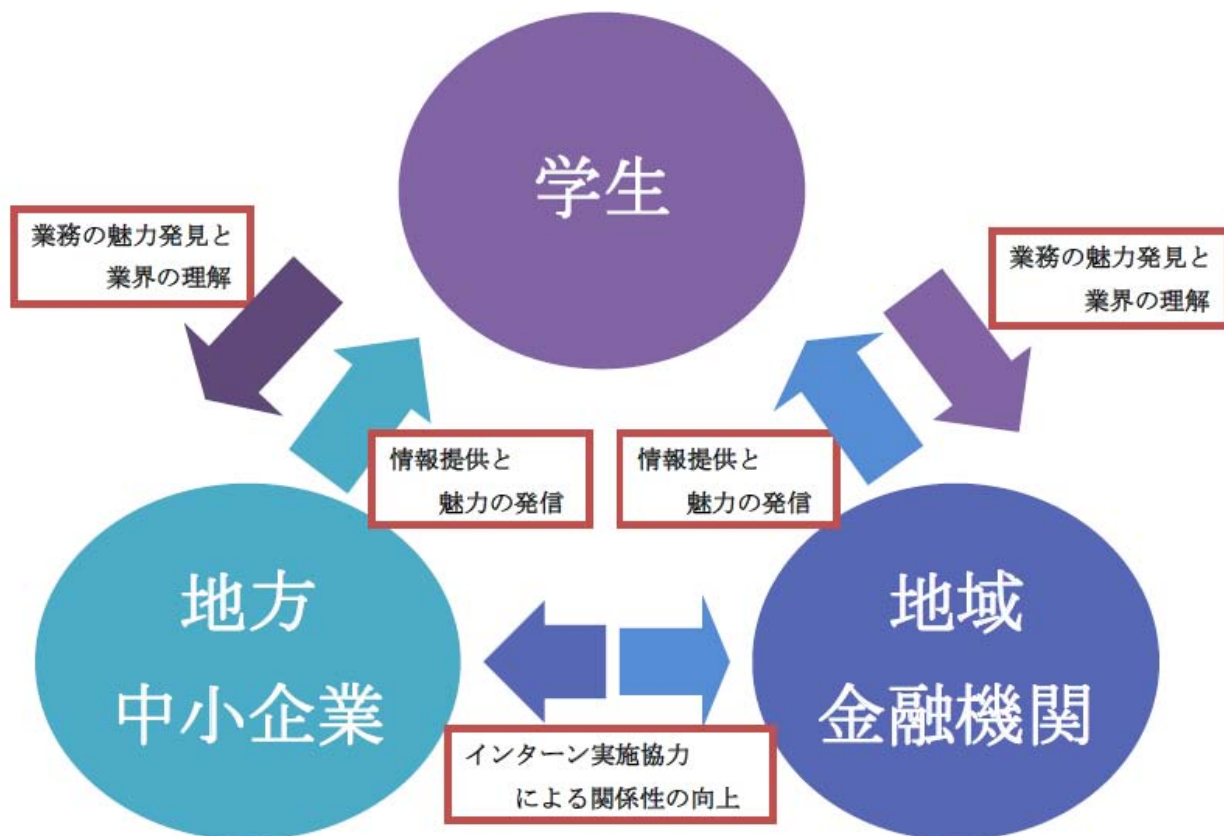 学生
業務の魅力発見と
業界の理解
業務の魅力発見と
業界の理解
情報提供と
魅力の発信
情報提供と
魅力の発信
地方
中小企業
地域
金融機関
インターン実施協力
による関係性の向上